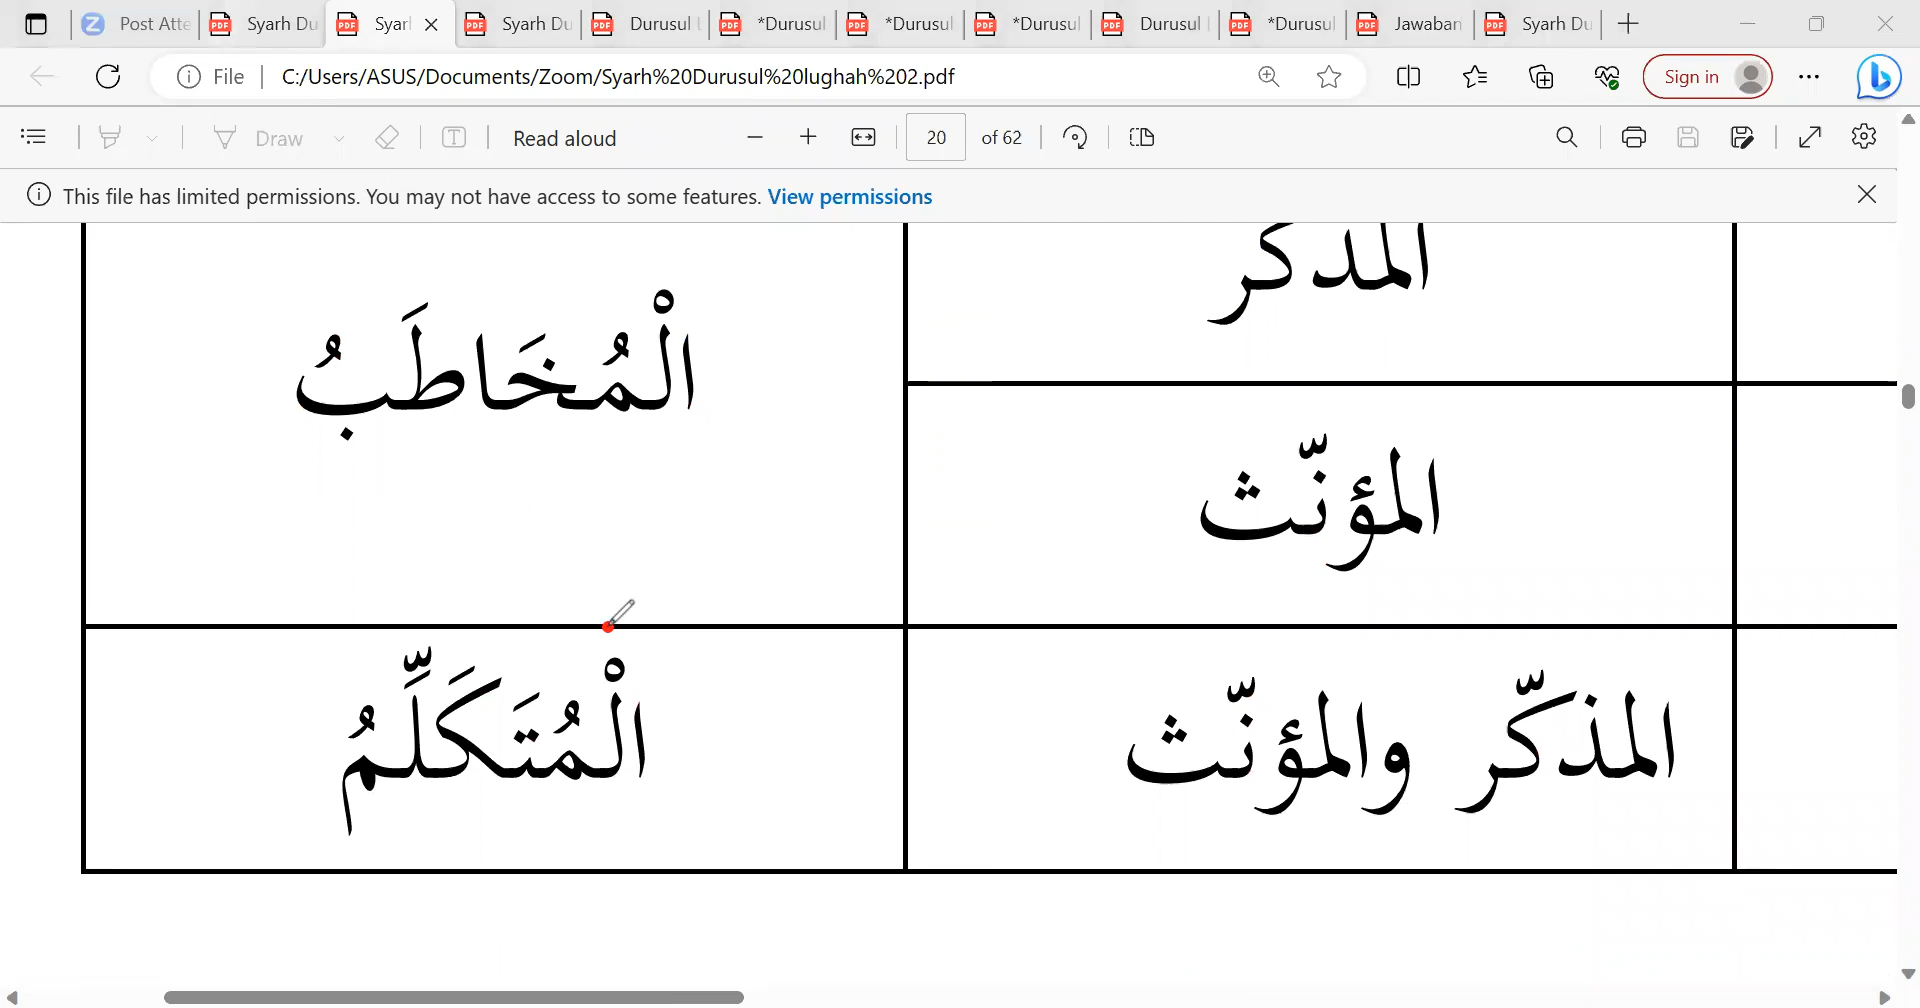 Post Atte
Syarh Du
Syarl
Syarh Du
Durusul l
*Durusul
*Durusul
*Durusul
Durusul l
*Durusul
Jawaban
Syarh Du
File
C:/Users/ASUS/Documents/Zoom/Syarh%20Durusul%20lughah%202.pdf
Sign in
Draw
Read aloud
20 of 62
This file has limited permissions. You may not have access to some features. View permissions
المذكر
الْمُخَاطَبُ
المؤنّث
المذكّر والمؤنّث
الْمُتَكَلِّمُ